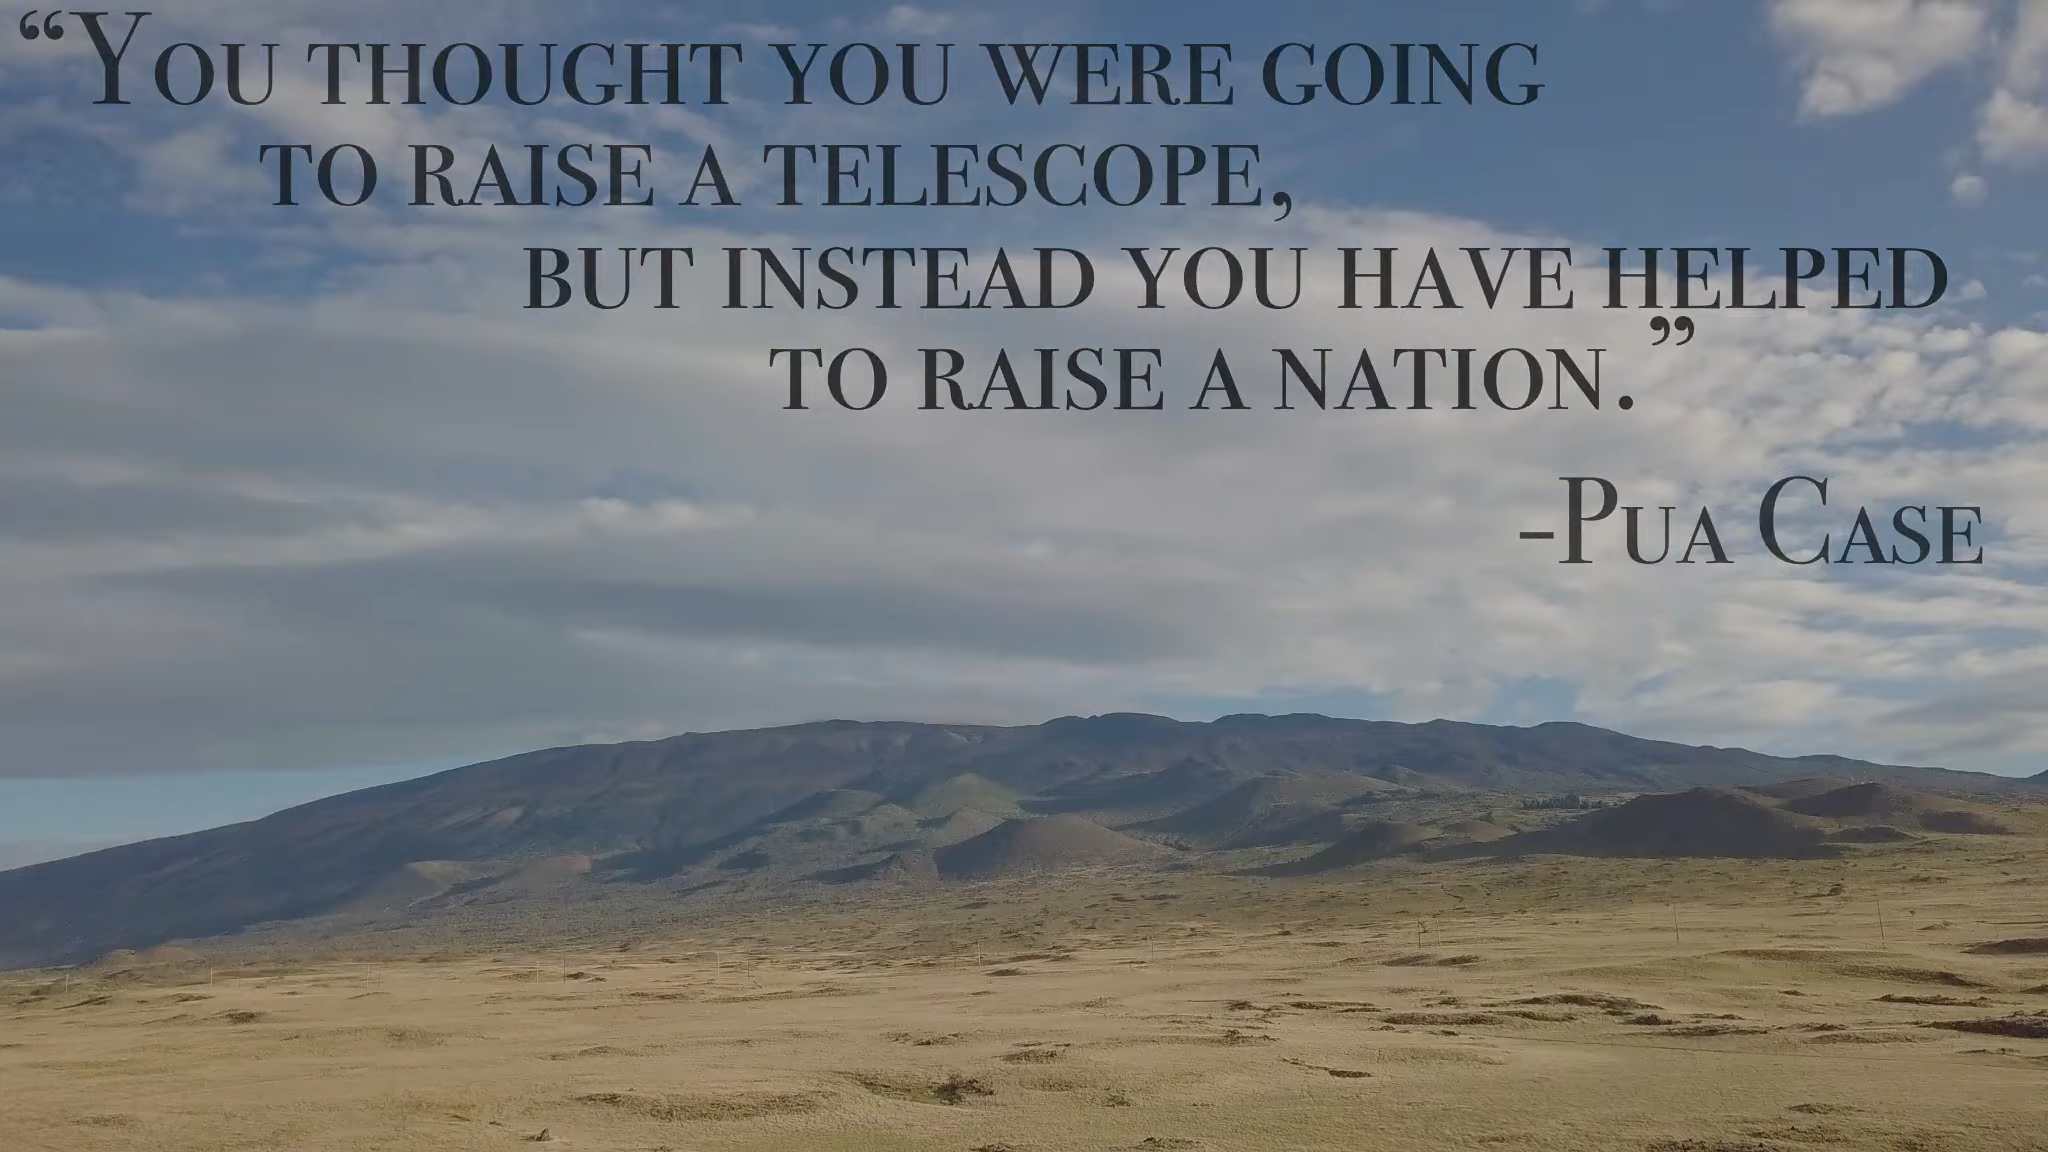 “You thought you were going
to raise a telescope,
but instead you have helped
to raise a nation.”
-Pua Case